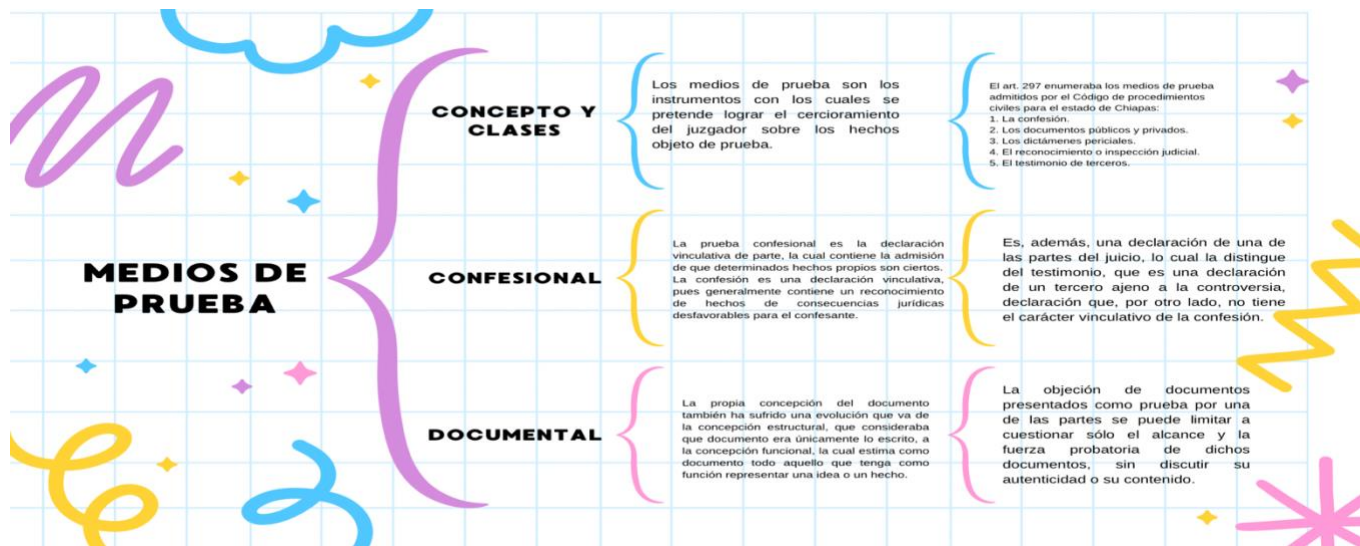 MEDIOS DE
PRUEBA
CONCEPTO Y
CLASES
Los medios de prueba son los
instrumentos con los cuales se
pretende lograr el cercioramiento
del juzgador sobre los hechos
objeto de prueba.
El art. 297 enumeraba los medios de prueba
admitidos por el Código de procedimientos
civiles para el estado de Chiapas:
1. La confesión.
2. Los documentos públicos y privados.
3. Los dictámenes periciales.
4. El reconocimiento o inspección judicial.
5. El testimonio de terceros.
CONFESIONAL
La prueba confesional es la declaración
vinculativa de parte, la cual contiene la admisión
de que determinados hechos propios son ciertos.
La confesión es una declaración vinculativa,
pues generalmente contiene un reconocimiento
de hechos de consecuencias jurídicas
desfavorables para el confesante.
Es, además, una declaración de una de
las partes del juicio, lo cual la distingue
del testimonio, que es una declaración
de un tercero ajeno a la controversia,
declaración que, por otro lado, no tiene
el carácter vinculativo de la confesión.
DOCUMENTAL
La propia concepción del documento
también ha sufrido una evolución que va de
la concepción estructural, que consideraba
que documento era únicamente lo escrito, a
la concepción funcional, la cual estima como
documento todo aquello que tenga como
función representar una idea o un hecho.
La objeción de documentos
presentados como prueba por una
de las partes se puede limitar a
cuestionar sólo el alcance y la
fuerza probatoria de dichos
documentos, sin discutir su
autenticidad o su contenido.